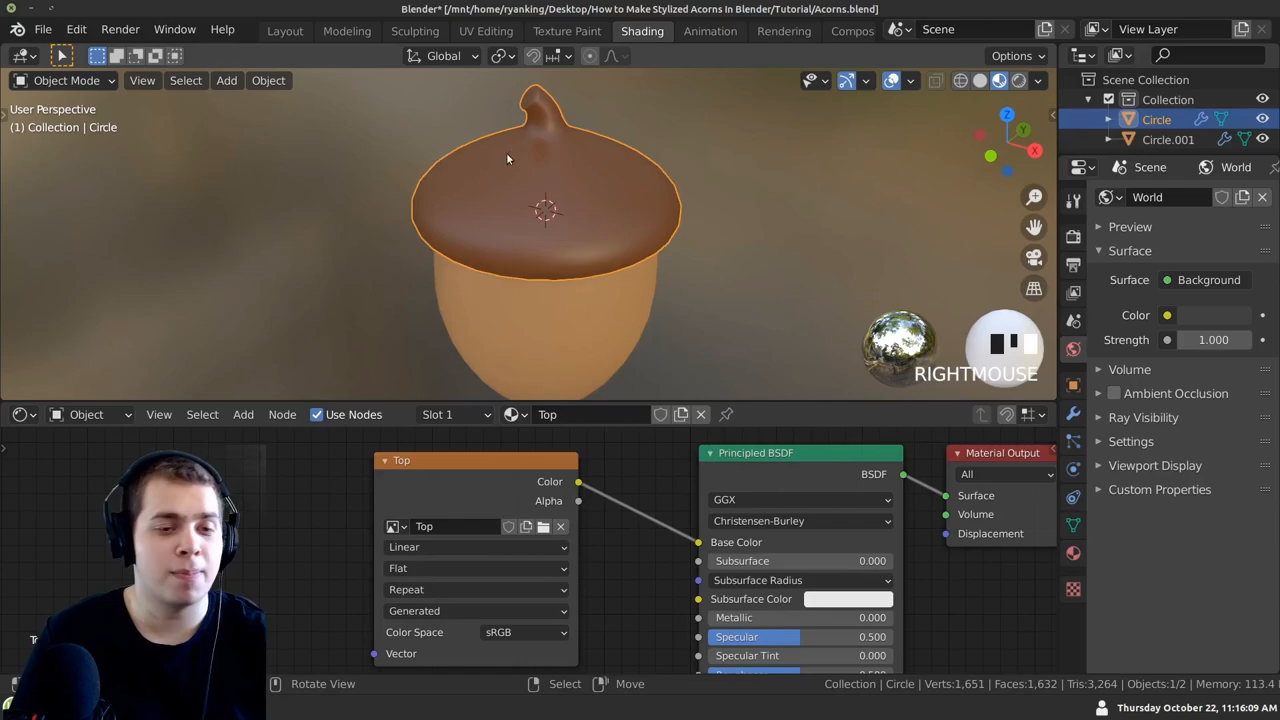 Blender* [/mnt/home/ryanking/Desktop/How to Make Stylized Acorns In Blender/Tutorial/Acorns.blend]
File Edit Render Window Help Layout Modeling Sculpting UV Editing Texture Paint Shading Animation Rendering Compos Scene View Layer
Global Options
Object Mode View Select Add Object
User Perspective
(1) Collection | Circle
Z
Y
X
RIGHTMOUSE
Scene Collection
Collection
Circle
Circle.001
Scene World
World
Preview
Surface
Surface Background
Color
Strength 1.000
Volume
Ambient Occlusion
Ray Visibility
Settings
Viewport Display
Custom Properties
Object View Select Add Node Use Nodes Slot 1 Top
Top
Color
Alpha
Top
Linear
Flat
Repeat
Generated
Color Space sRGB
Vector
Principled BSDF
BSDF
GGX
Christensen-Burley
Base Color
Subsurface 0.000
Subsurface Radius
Subsurface Color
Metallic 0.000
Specular 0.500
Specular Tint 0.000
Material Output
All
Surface
Volume
Displacement
Rotate View Select Move Collection | Circle | Verts:1,651 | Faces:1,632 | Tris:3,264 | Objects:1/2 | Memory: 113.4
Thursday October 22, 11:16:09 AM